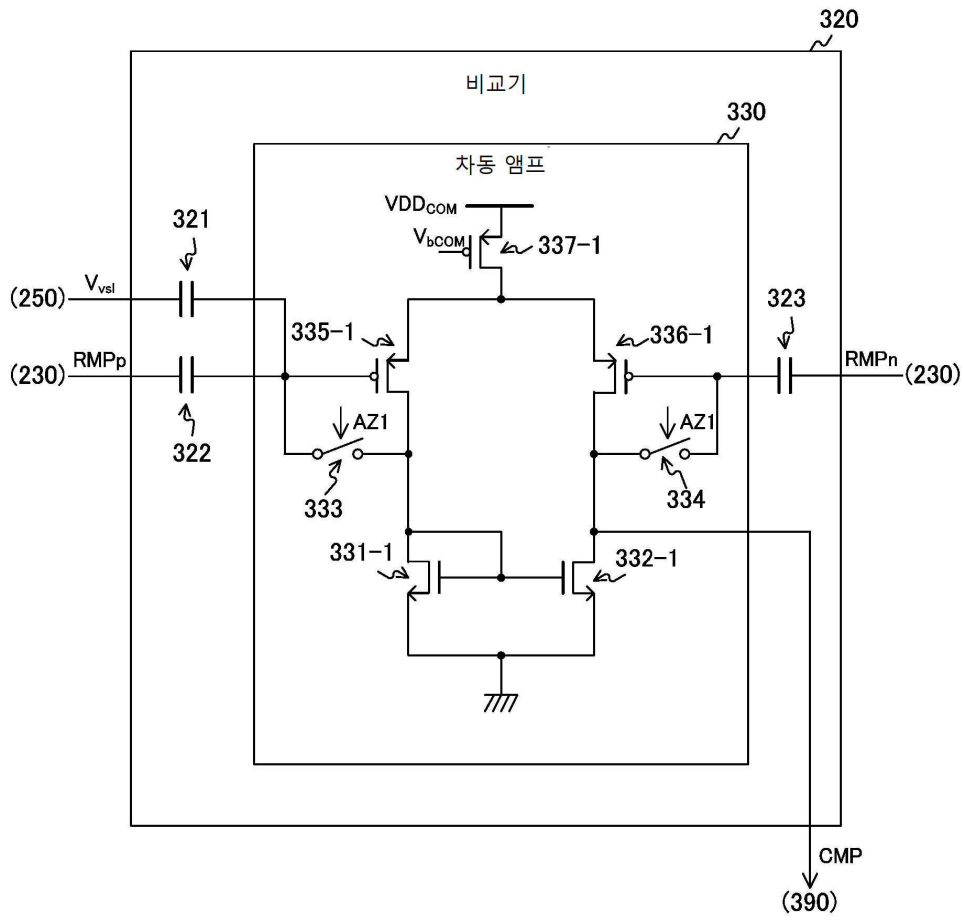 320
비교기
330
차동 앰프
VDDCOM
VbCOM
337-1
321
Vvsl
(250)
335-1
336-1
323
RMPp
(230)
RMPn
(230)
322
AZ1
AZ1
333
334
331-1
332-1
CMP
(390)